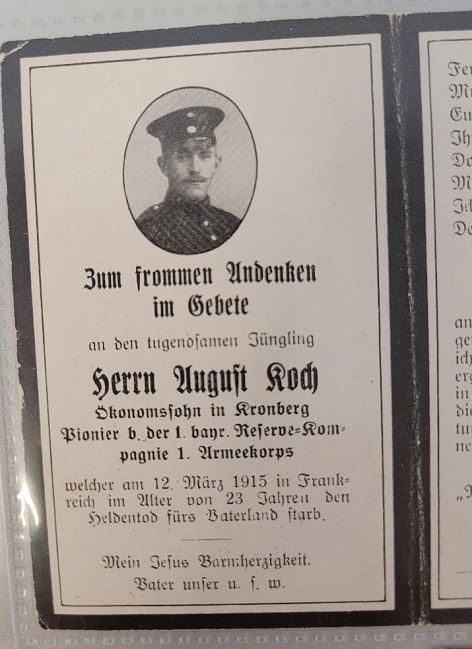 Zum frommen Andenken
im Gebete
an den tugendsamen Jüngling
Herrn August Koch
Ökonomssohn in Kronberg
Pionier b. der 1. bayr. Reserve-Kom-
pagnie 1. Armeekorps
welcher am 12. März 1915 in Frank-
reich im Alter von 23 Jahren den
Heldentod fürs Vaterland starb.
Mein Jesus Barmherzigkeit.
Vater unser u. s. w.